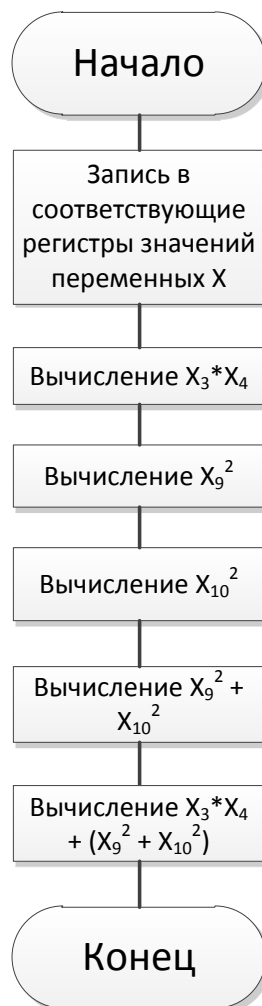 Начало
Запись в
соответствующие
регистры значений
переменных X
Вычисление X₃*X₄
Вычисление X₉²
Вычисление X₁₀²
Вычисление X₉² +
X₁₀²
Вычисление X₃*X₄
+ (X₉² + X₁₀²)
Конец